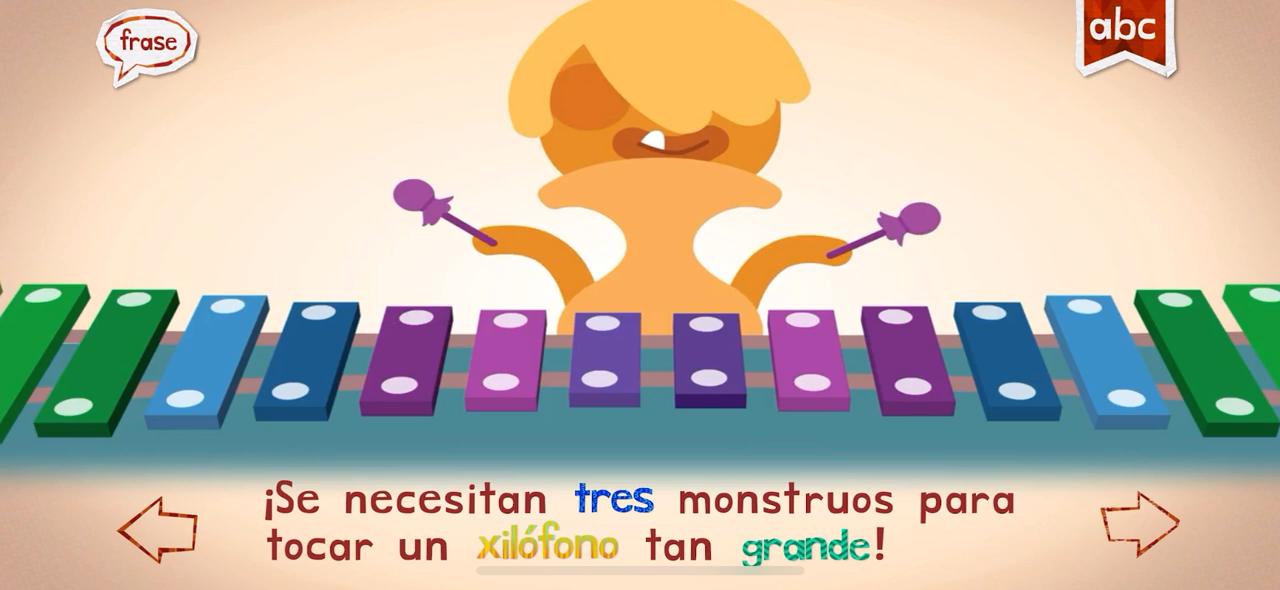 frase
abc
¡Se necesitan tres monstruos para
tocar un xilófono tan grande!